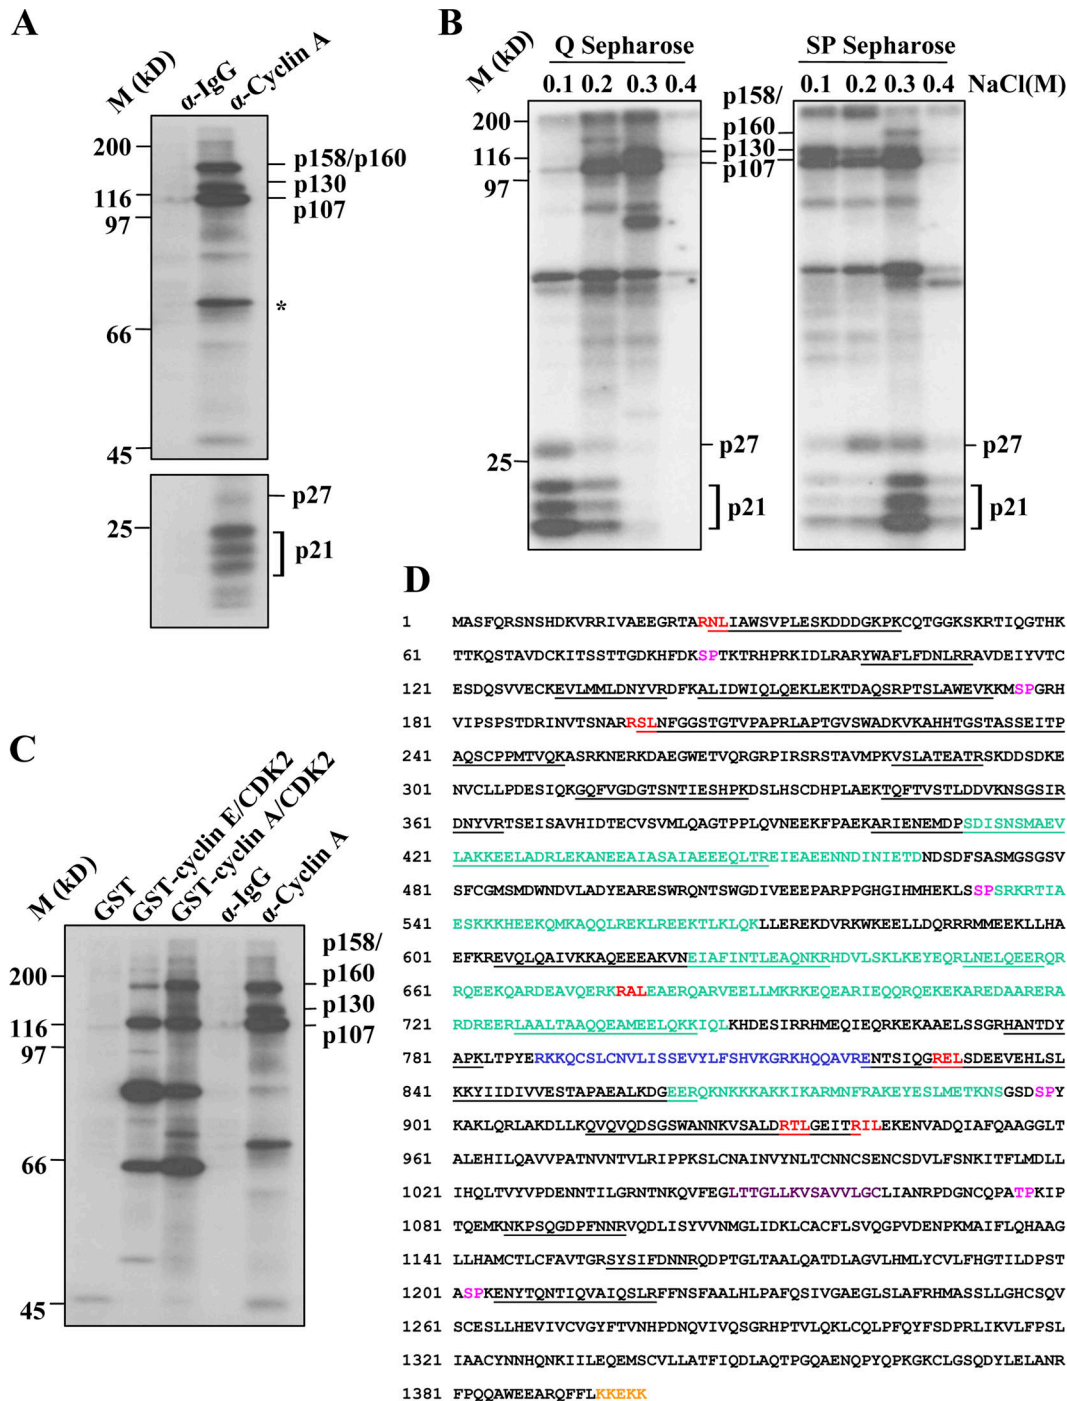 A
M (kD)
α-IgG
α-Cyclin A
200
116
97
66
45
25
p158/p160
p130
p107
*
p27
p21
B
Q Sepharose
SP Sepharose
M (kD)
0.1 0.2 0.3 0.4
0.1 0.2 0.3 0.4
NaCl(M)
200
116
97
25
p158/
p160
p130
p107
p27
p21
p27
p21
C
M (kD)
GST
GST-cyclin E/CDK2
GST-cyclin A/CDK2
α-IgG
α-Cyclin A
200
116
97
66
45
p158/
p160
p130
p107
D
1 MASFQRSNSHDKVRRIVAEEGRTARNLIAWSVPLESKDDDGKPKCQTGGKSKRTIQGTHK
61 TTKQSTAVDCKITSSTTGDKHFDKSPTKTRHPRKIDLRARYWAFLFDNLRRAVDEIYVTC
121 ESDQSVVECKEVLMMLDNYVRDFKALIDWIQLQEKLEKTDAQSRPTSLAWEVKKMSPGRH
181 VIPSPSTDRINVTSNARRSLNFGGSTGTVPAPRLAPTGVSWADKVKAHHTGSTASSEITP
241 AQSCPPMTVQKASRKNERKDAEGWETVQRGRPIRSRSTAVMPKVSLATEATRSKDDSDKE
301 NVCLLPDESIQKGQFVGDGTSNTIESHPKDSLHSCDHPLAEKTQFTVSTLDDVKNSGSIR
361 DNYVRTSEISAVHIDTECVSVMLQAGTPPLQVNEEKFPAEKARIENEMDPSDISNSMAEV
421 LAKKEELADRLEKANEEAIASAIAEEEQLTREIEAEENNDINIETDNDSDFSASMGSGSV
481 SFCGMSMDWNDVLADYEARESWRQNTSWGDIVEEEPARPPGHGIHMHEKLSSPSRKRTIA
541 ESKKKHEEKQMKAQQLREKLREEKTLKLQKLLEREKDVRKWKEELLDQRRRMMEEKLLHA
601 EFKREVQLQAIVKKAQEEEAKVNEIAFINTLEAQNKRHDVLSKLKEYEQRLNELQEERQR
661 RQEEKQARDEAVQERKRALEAERQARVEELLMKRKEQEARIEQQRQEKEKAREDAARERA
721 RDREERLAALTAAQQEAMEELQKKIQLKHDESIRRHMEQIEQRKEKAAELSSGRHANTDY
781 APKLTPYERKKQCSLCNVLISSEVYLFSHVKGRKHQQAVRENTSIQGRELSDEEVEHLSL
841 KKYIIDIVVESTAPAEALKDGEERQKNKKKAKKIKARMNFRAKEYESLMETKNSGSDSPY
901 KAKLQRLAKDLLKQVQVQDSGSWANNKVSALDRTLGEITRILEKENVADQIAFQAAGGLT
961 ALEHILQAVVPATNVNTVLRIPPKSLCNAINVYNLTCNNCSENCSDVLFSNKITFLMDLL
1021 IHQLTVYVPDENNTILGRNTNKQVFEGLTTGLLKVSAVVLGCLIANRPDGNCQPATPKIP
1081 TQEMKNKPSQGDPFNNRVQDLISYVVNMGLIDKLCACFLSVQGPVDENPKMAIFLQHAAG
1141 LLHAMCTLCFAVTGRSYSIFDNNRQDPTGLTAALQATDLAGVLHMLYCVLFHGTILDPST
1201 ASPKENYTQNTIQVAIQSLRFFNSFAALHLPAFQSIVGAEGLSLAFRHMASSLLGHCSQV
1261 SCESLLHEVIVCVGYFTVNHPDNQVIVQSGRHPTVLQKLCQLPFQYFSDPRLIKVLFPSL
1321 IAACYNNHQNKIILEQEMSCVLLATFIQDLAQTPGQAENQPYQPKGKCLGSQDYLELANR
1381 FPQQAWEEARQFFLKKEKK